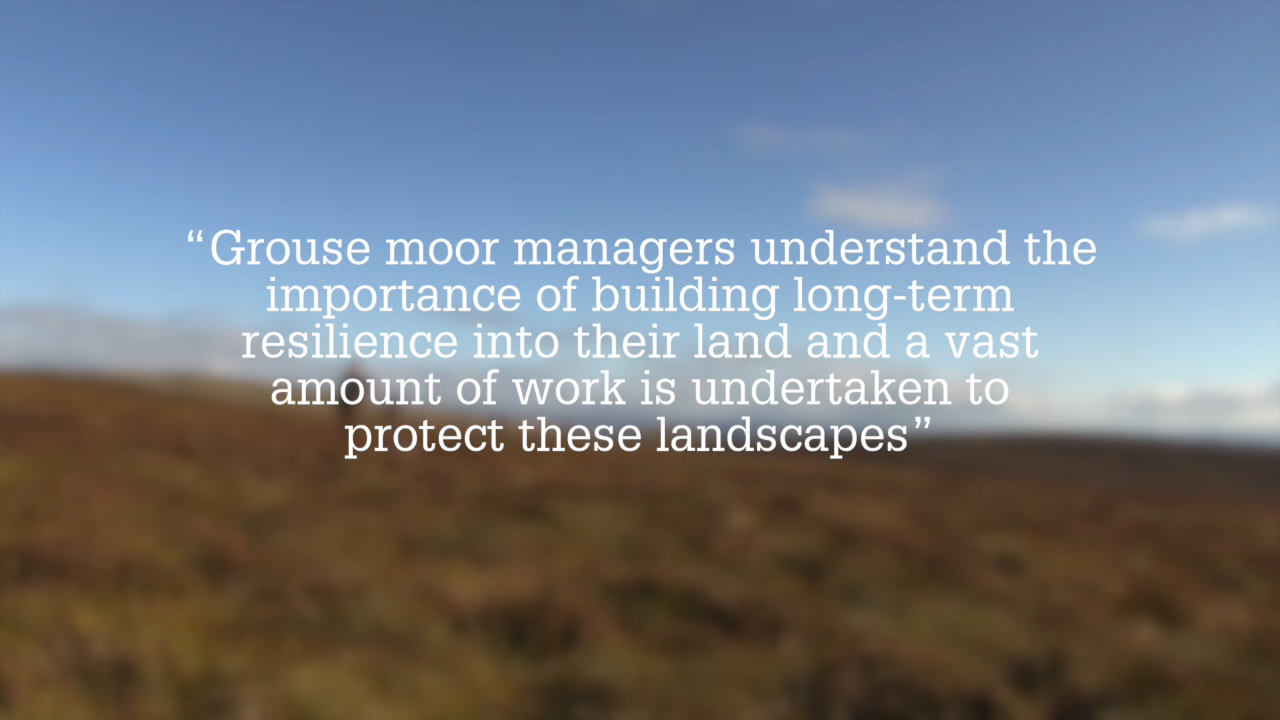 “Grouse moor managers understand the
importance of building long-term
resilience into their land and a vast
amount of work is undertaken to
protect these landscapes”